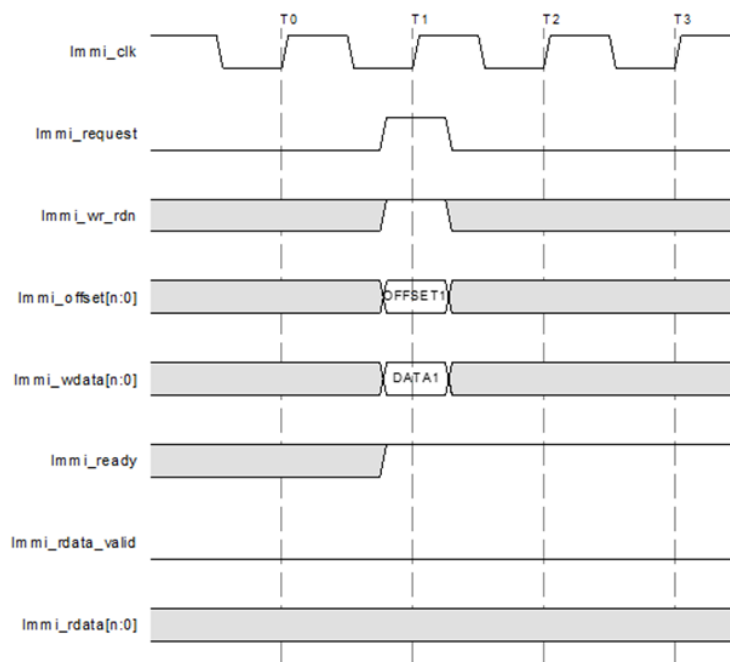 T0 T1 T2 T3
lmmi_clk
lmmi_request
lmmi_wr_rdn
lmmi_offset[n:0]
OFFSET1
lmmi_wdata[n:0]
DATA1
lmmi_ready
lmmi_rdata_valid
lmmi_rdata[n:0]